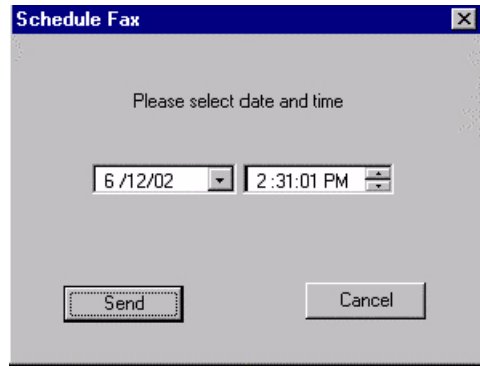 Schedule Fax
Please select date and time
6 /12/02 2 :31:01 PM
Send Cancel